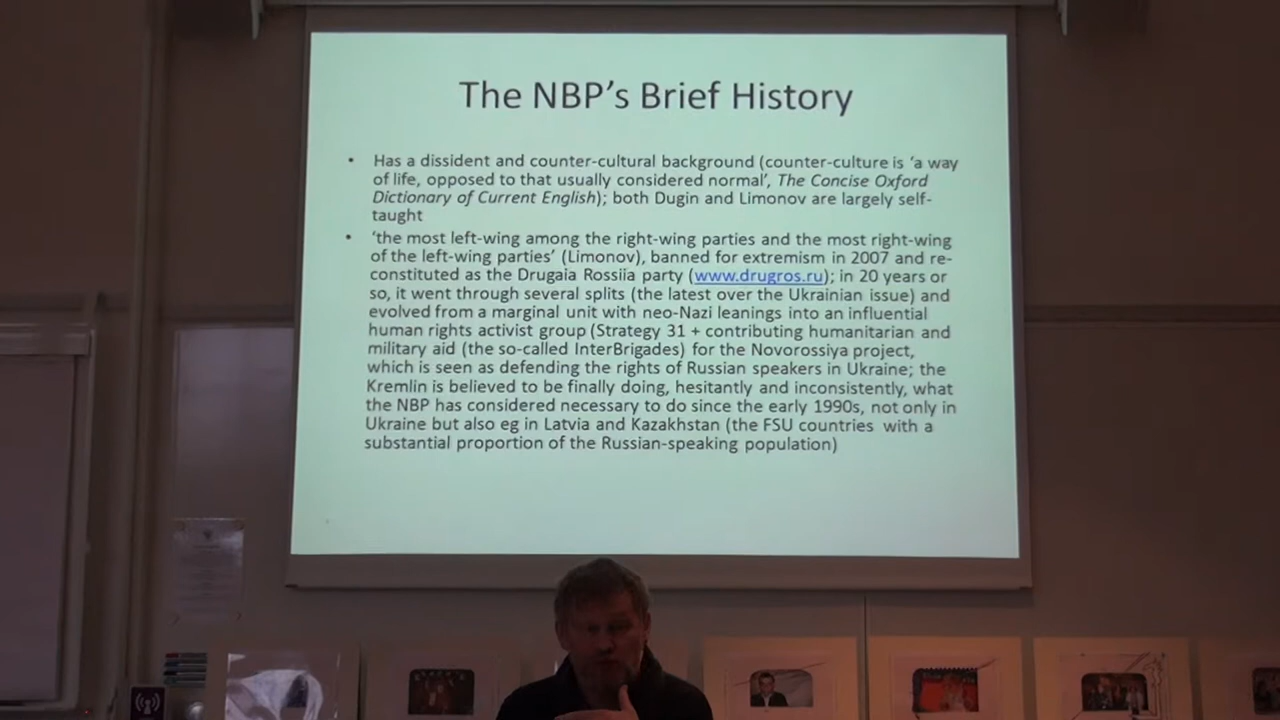 The NBP's Brief History
• Has a dissident and counter-cultural background (counter-culture is 'a way
of life, opposed to that usually considered normal', The Concise Oxford
Dictionary of Current English); both Dugin and Limonov are largely self-
taught
• 'the most left-wing among the right-wing parties and the most right-wing
of the left-wing parties' (Limonov), banned for extremism in 2007 and re-
constituted as the Drugaia Rossiia party (www.drugros.ru); in 20 years or
so, it went through several splits (the latest over the Ukrainian issue) and
evolved from a marginal unit with neo-Nazi leanings into an influential
human rights activist group (Strategy 31 + contributing humanitarian and
military aid (the so-called InterBrigades) for the Novorossiya project,
which is seen as defending the rights of Russian speakers in Ukraine; the
Kremlin is believed to be finally doing, hesitantly and inconsistently, what
the NBP has considered necessary to do since the early 1990s, not only in
Ukraine but also eg in Latvia and Kazakhstan (the FSU countries with a
substantial proportion of the Russian-speaking population)